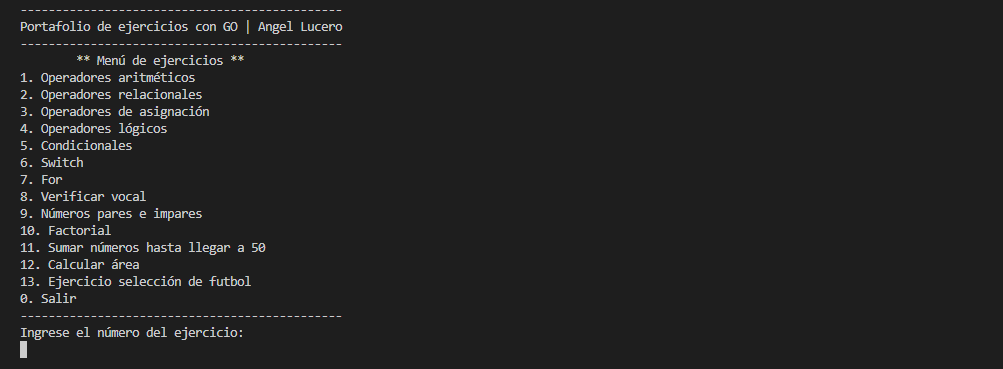 ----------------------------------------------
Portafolio de ejercicios con GO | Angel Lucero
----------------------------------------------
** Menú de ejercicios **
1. Operadores aritméticos
2. Operadores relacionales
3. Operadores de asignación
4. Operadores lógicos
5. Condicionales
6. Switch
7. For
8. Verificar vocal
9. Números pares e impares
10. Factorial
11. Sumar números hasta llegar a 50
12. Calcular área
13. Ejercicio selección de futbol
0. Salir
----------------------------------------------
Ingrese el número del ejercicio: